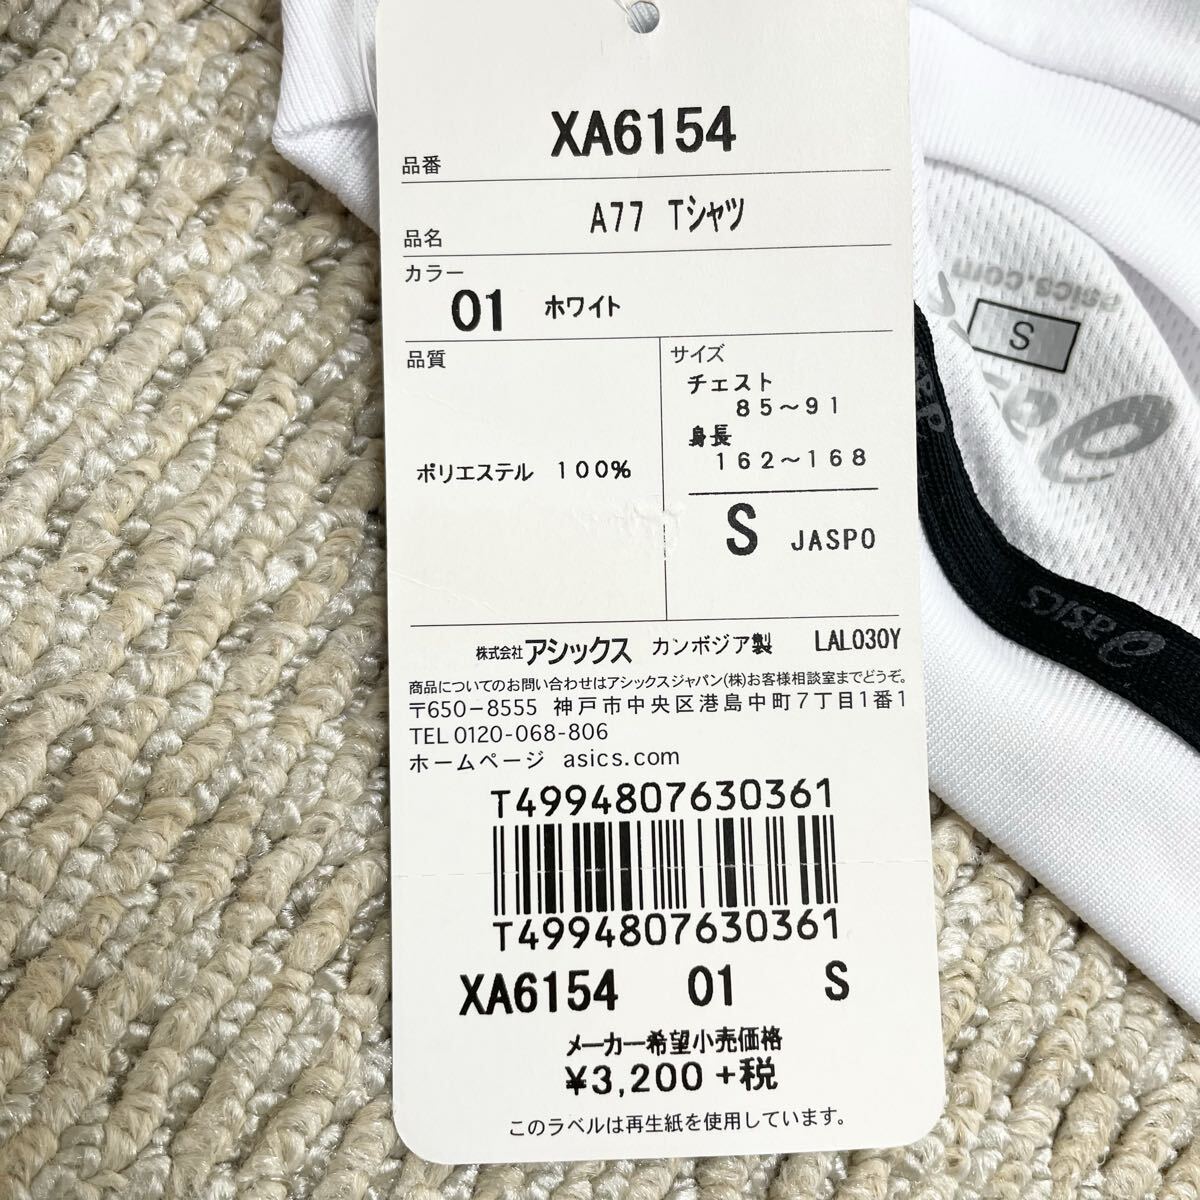 XA6154
品番
A77 Tシャツ
品名
カラー
01 ホワイト
品質
ポリエステル 100%
サイズ
チェスト
85〜91
身長
162〜168
S JASPO
株式会社アシックス カンボジア製 LAL030Y
商品についてのお問い合わせはアシックスジャパン(株)お客様相談室までどうぞ。
〒650-8555 神戸市中央区港島中町7丁目1番1
TEL 0120-068-806
ホームページ asics.com
T4994807630361
T4994807630361
XA6154 01 S
メーカー希望小売価格
¥3,200+税
このラベルは再生紙を使用しています。
asics.com
S
asics